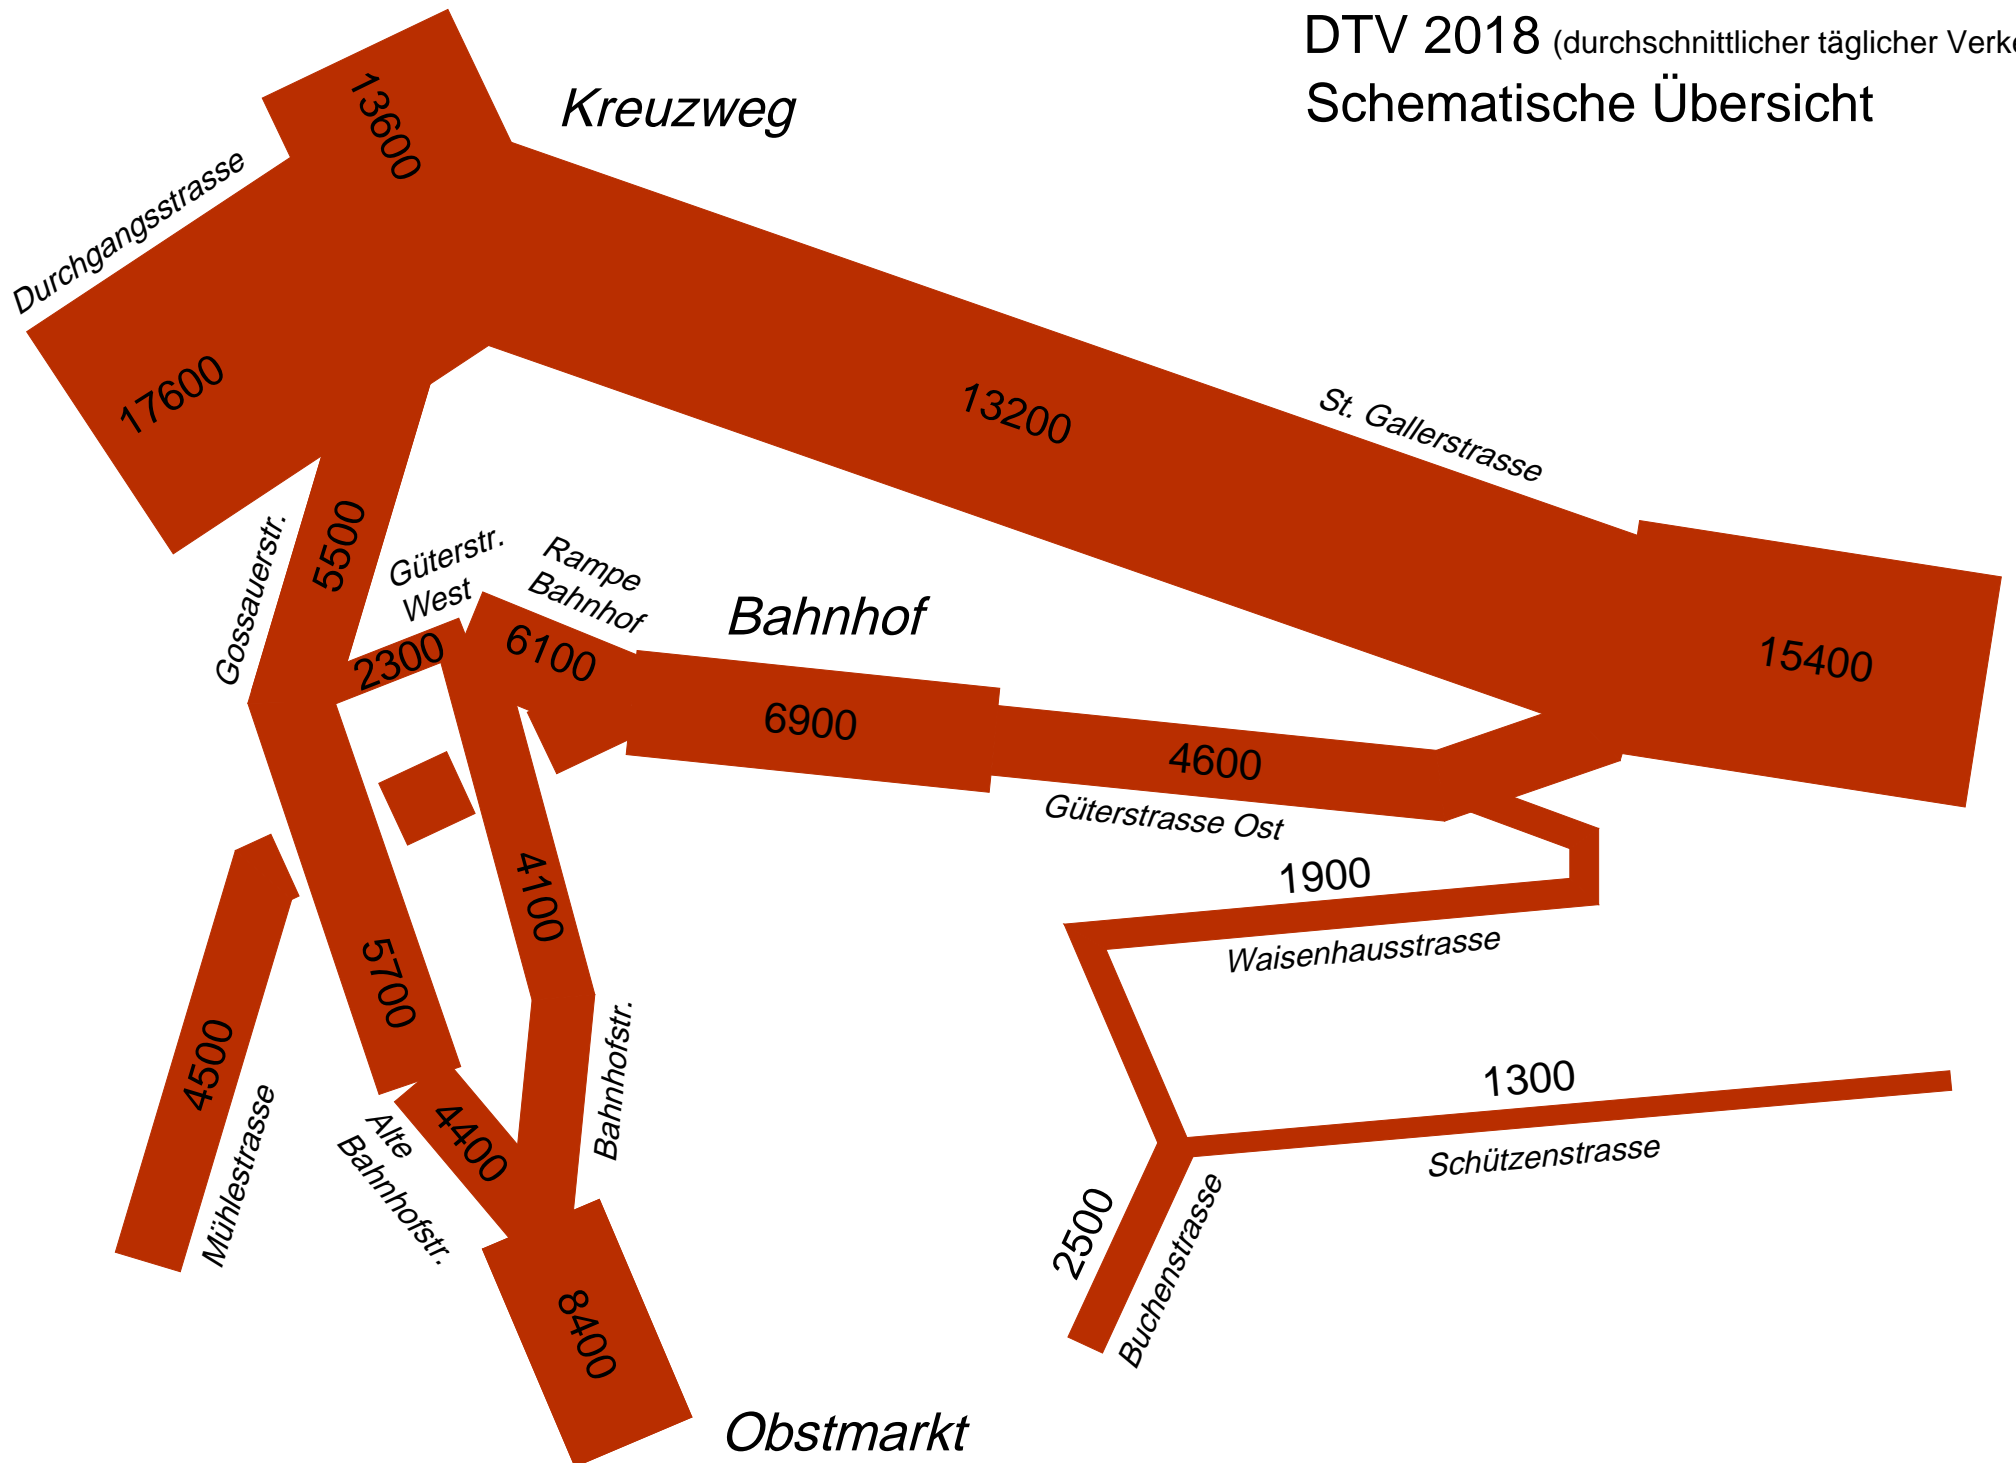 DTV 2018 (durchschnittlicher täglicher
Schematische Übersicht
13600
Kreuzweg
Durchgangsstrasse
17600
13200
St. Gallerstrasse
15400
Gossauerstr.
5500
Güterstr.
West
2300
Rampe
Bahnhof
6100
Bahnhof
6900
4600
Güterstrasse Ost
1900
Waisenhausstrasse
4100
5700
4500
Mühlestrasse
Alte
Bahnhofstr.
4400
Bahnhofstr.
1300
Schützenstrasse
2500
Buchenstrasse
8400
Obstmarkt